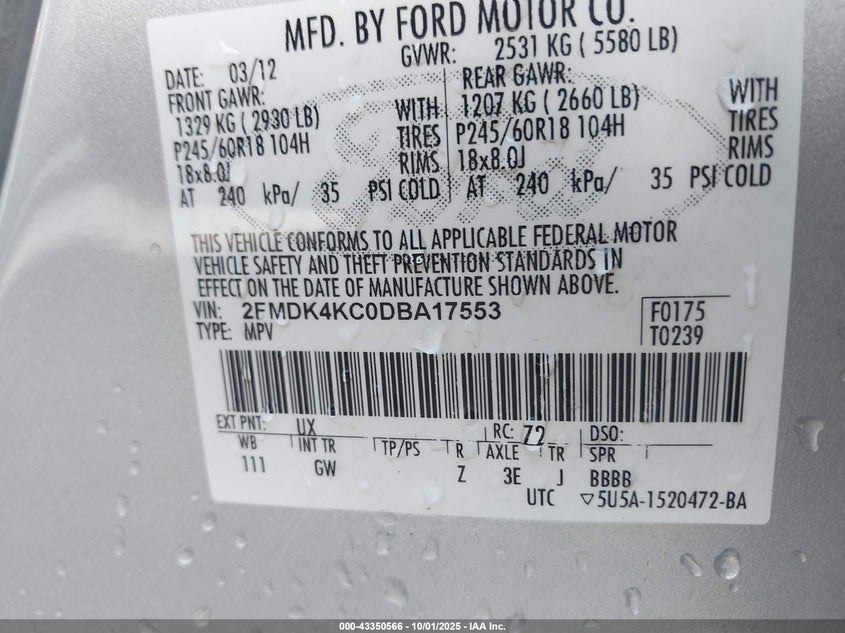 MFD. BY FORD MOTOR CO.
GVWR: 2531 KG ( 5580 LB)
DATE: 03/12
FRONT GAWR:
1329 KG ( 2930 LB)
P245/60R18 104H
18x8.0J
AT 240 kPa/ 35 PSI COLD
WITH
TIRES
RIMS
REAR GAWR:
1207 KG ( 2660 LB)
P245/60R18 104H
18x8.0J
AT 240 kPa/ 35 PSI COLD
WITH
TIRES
RIMS
THIS VEHICLE CONFORMS TO ALL APPLICABLE FEDERAL MOTOR
VEHICLE SAFETY AND THEFT PREVENTION STANDARDS IN
EFFECT ON THE DATE OF MANUFACTURE SHOWN ABOVE.
VIN: 2FMDK4KC0DBA17553
TYPE: MPV
F0175
T0239
EXT PNT: UX RC: 72 DSO:
WB INT TR TP/PS R AXLE TR SPR
111 GW Z 3E J BBBB
UTC ▽5U5A-1520472-BA
000-43350566 - 10/01/2025 - IAA Inc.